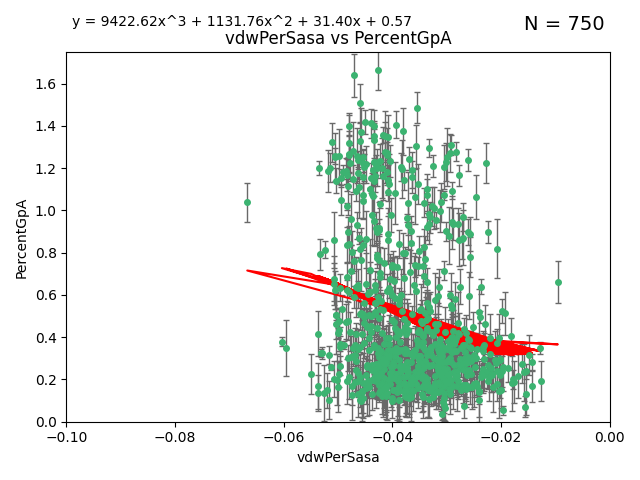 y = 9422.62x^3 + 1131.76x^2 + 31.40x + 0.57
N = 750
vdwPerSasa vs PercentGpA
PercentGpA
1.6
1.4
1.2
1.0
0.8
0.6
0.4
0.2
0.0
−0.10 −0.08 −0.06 −0.04 −0.02 0.00
vdwPerSasa